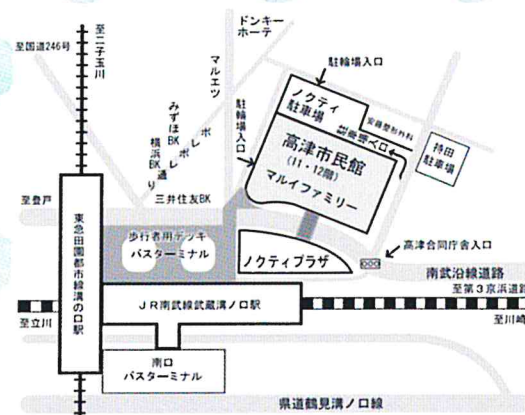 ドンキー
ホーテ
至国道246号
至二子玉川
マルエツ
駐輪場入口
ノクティ
駐車場
みずほBK
横浜BK
ポレポレ通り
駐輪場入口
安藤整形外科
高津市民館
(11・12階)
マルイファミリー
持田
駐車場
三井住友BK
至登戸
東急田園都市線溝の口駅
歩行者用デッキ
バスターミナル
ノクティプラザ
高津合同庁舎入口
南武沿線道路
至第3京浜道路
JR南武線武蔵溝ノ口駅
至立川
至川崎
南口
バスターミナル
県道鶴見溝ノ口線